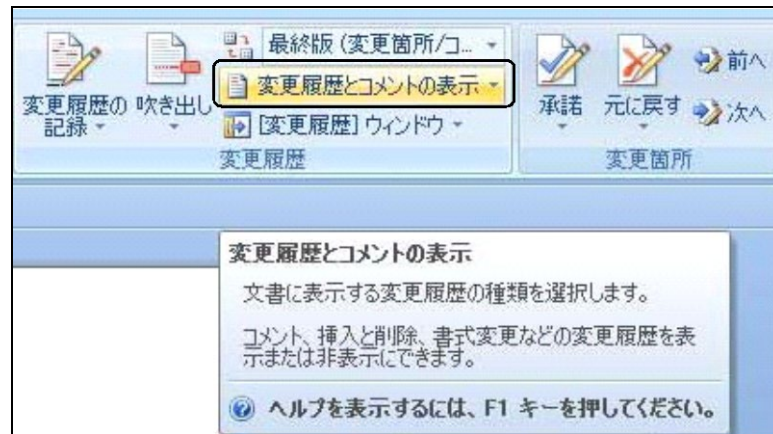 最終版 (変更箇所/コ...
変更履歴とコメントの表示
[変更履歴] ウィンドウ
変更履歴の
記録
吹き出し
変更履歴
承諾
元に戻す
前へ
次へ
変更箇所
変更履歴とコメントの表示
文書に表示する変更履歴の種類を選択します。
コメント、挿入と削除、書式変更などの変更履歴を表
示または非表示にできます。
ヘルプを表示するには、F1 キーを押してください。